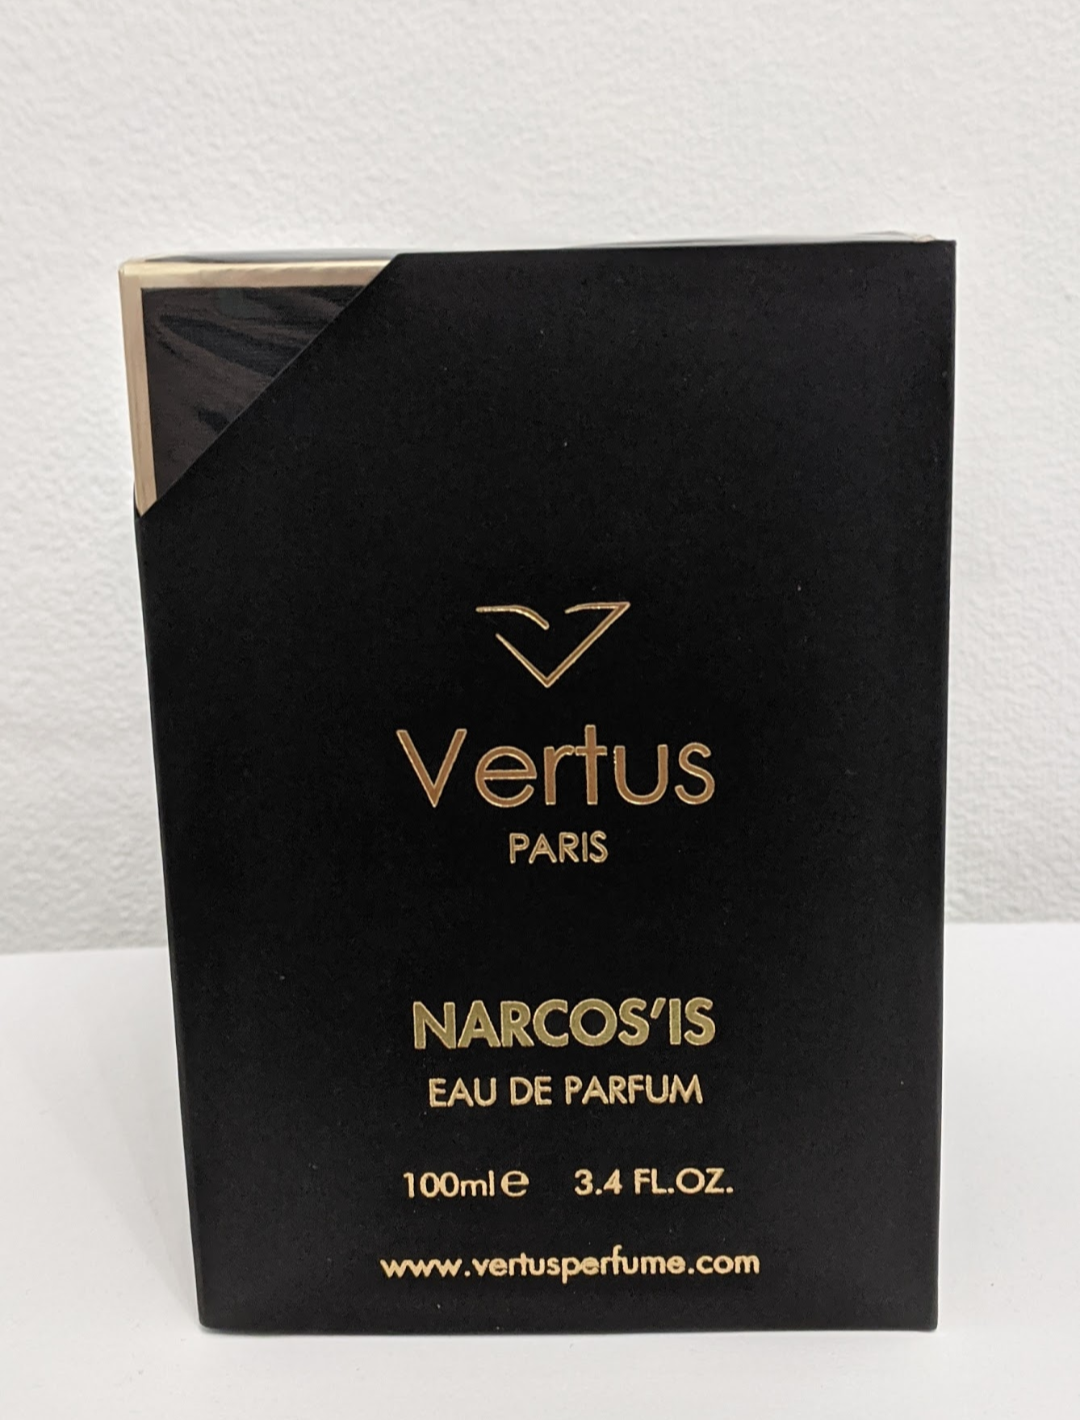 Vertus
PARIS
NARCOS'IS
EAU DE PARFUM
100ml℮ 3.4 FL.OZ.
www.vertusperfume.com